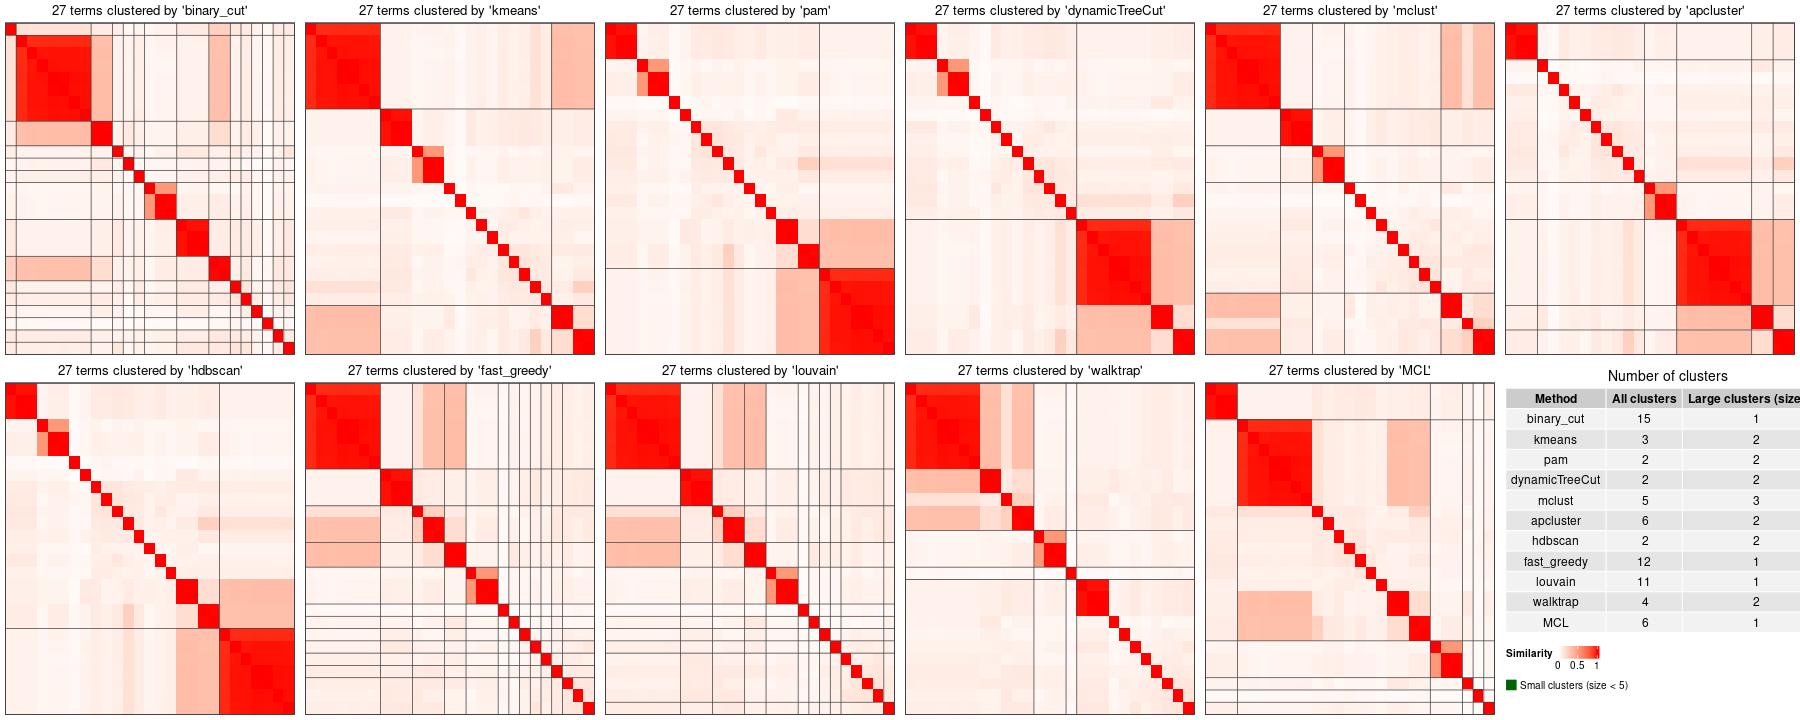 27 terms clustered by 'binary_cut'
27 terms clustered by 'kmeans'
27 terms clustered by 'pam'
27 terms clustered by 'dynamicTreeCut'
27 terms clustered by 'mclust'
27 terms clustered by 'apcluster'
27 terms clustered by 'hdbscan'
27 terms clustered by 'fast_greedy'
27 terms clustered by 'louvain'
27 terms clustered by 'walktrap'
27 terms clustered by 'MCL'
Number of clusters
Method All clusters Large clusters (size
binary_cut 15 1
kmeans 3 2
pam 2 2
dynamicTreeCut 2 2
mclust 5 3
apcluster 6 2
hdbscan 2 2
fast_greedy 12 1
louvain 11 1
walktrap 4 2
MCL 6 1
Similarity
0 0.5 1
Small clusters (size < 5)